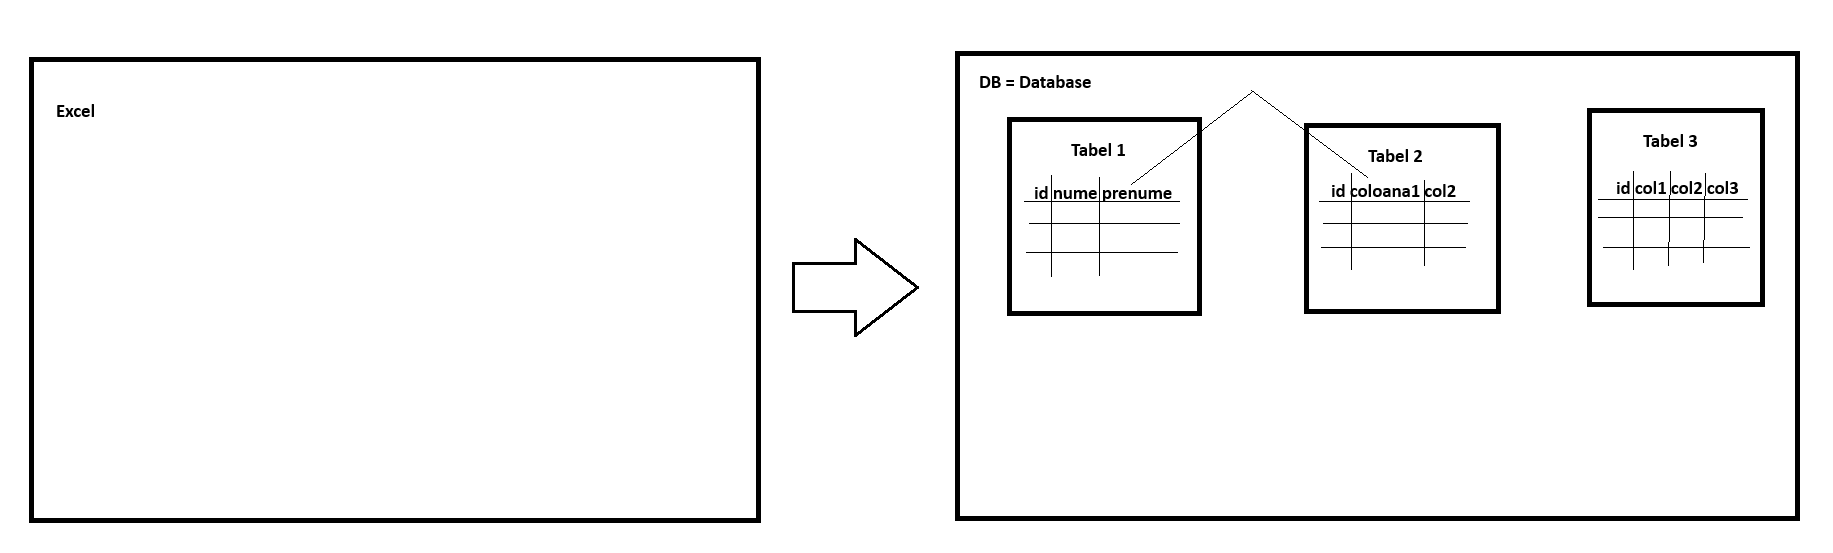 Excel
DB = Database
Tabel 1
id nume prenume
Tabel 2
id coloana1 col2
Tabel 3
id col1 col2 col3